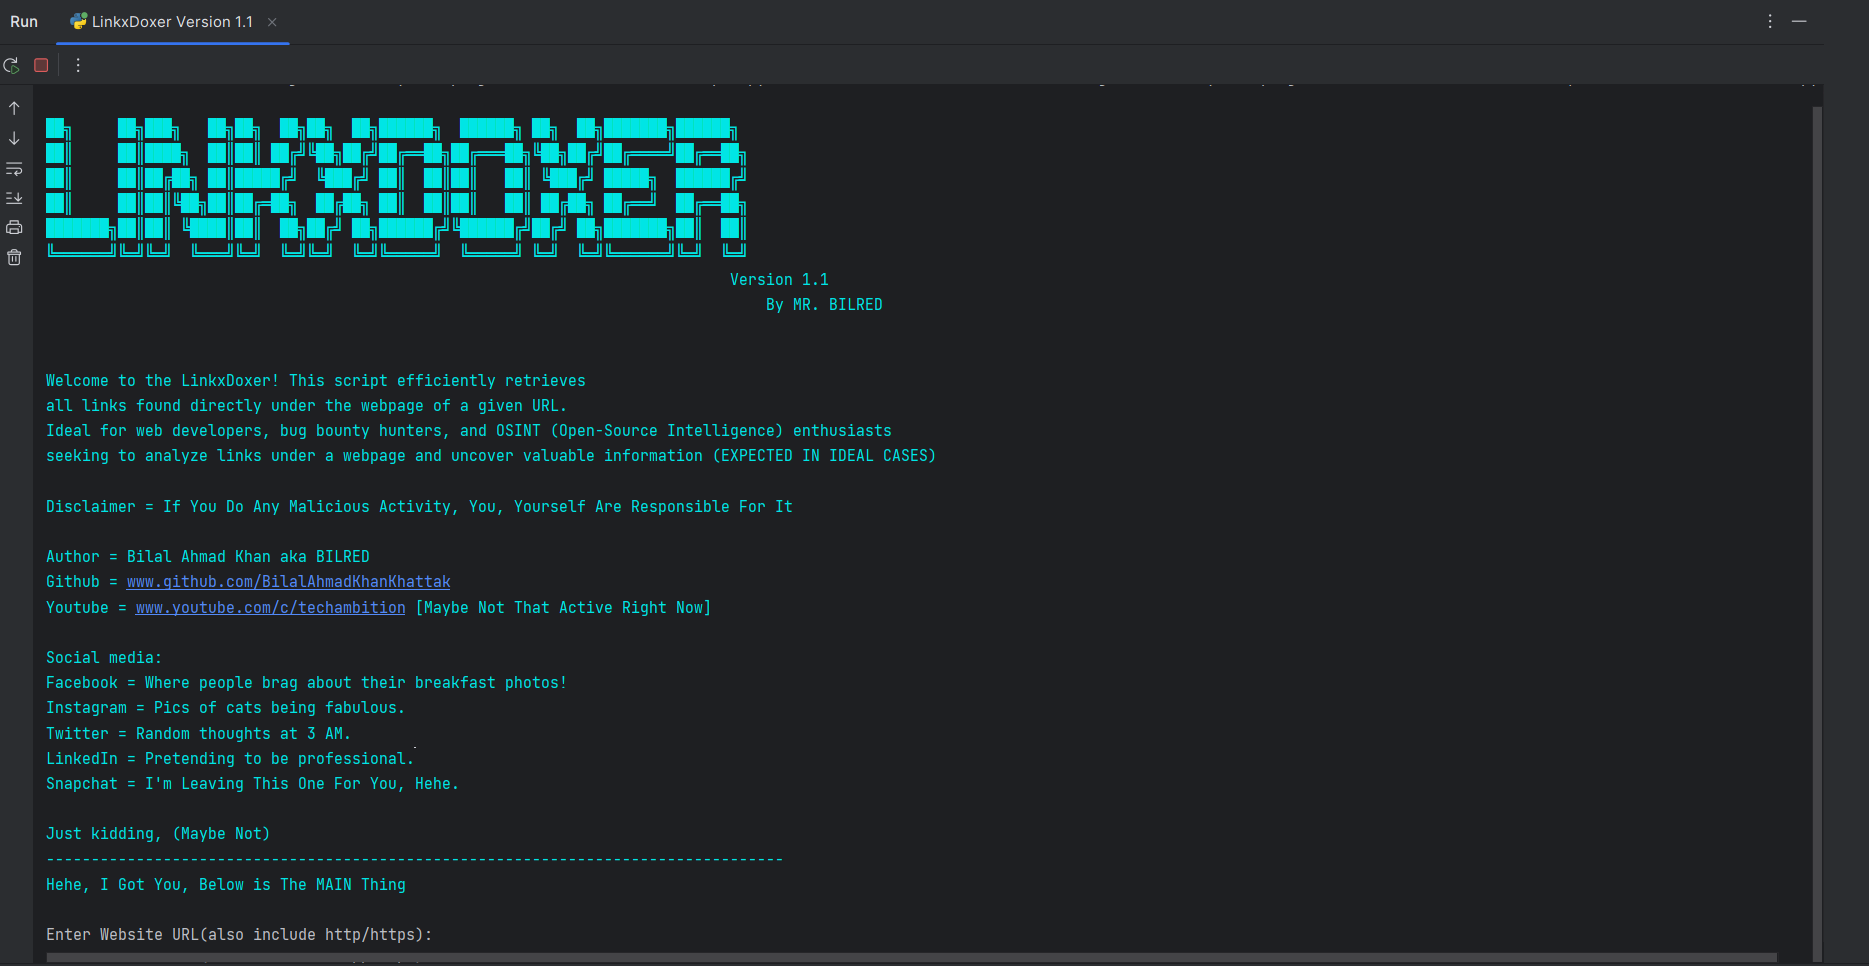 Run LinkxDoxer Version 1.1
LINKXDOXER
Version 1.1
By MR. BILRED
Welcome to the LinkxDoxer! This script efficiently retrieves
all links found directly under the webpage of a given URL.
Ideal for web developers, bug bounty hunters, and OSINT (Open-Source Intelligence) enthusiasts
seeking to analyze links under a webpage and uncover valuable information (EXPECTED IN IDEAL CASES)
Disclaimer = If You Do Any Malicious Activity, You, Yourself Are Responsible For It
Author = Bilal Ahmad Khan aka BILRED
Github = www.github.com/BilalAhmadKhanKhattak
Youtube = www.youtube.com/c/techambition [Maybe Not That Active Right Now]
Social media:
Facebook = Where people brag about their breakfast photos!
Instagram = Pics of cats being fabulous.
Twitter = Random thoughts at 3 AM.
LinkedIn = Pretending to be professional.
Snapchat = I'm Leaving This One For You, Hehe.
Just kidding, (Maybe Not)
----------------------------------------------------------------------------------
Hehe, I Got You, Below is The MAIN Thing
Enter Website URL(also include http/https):